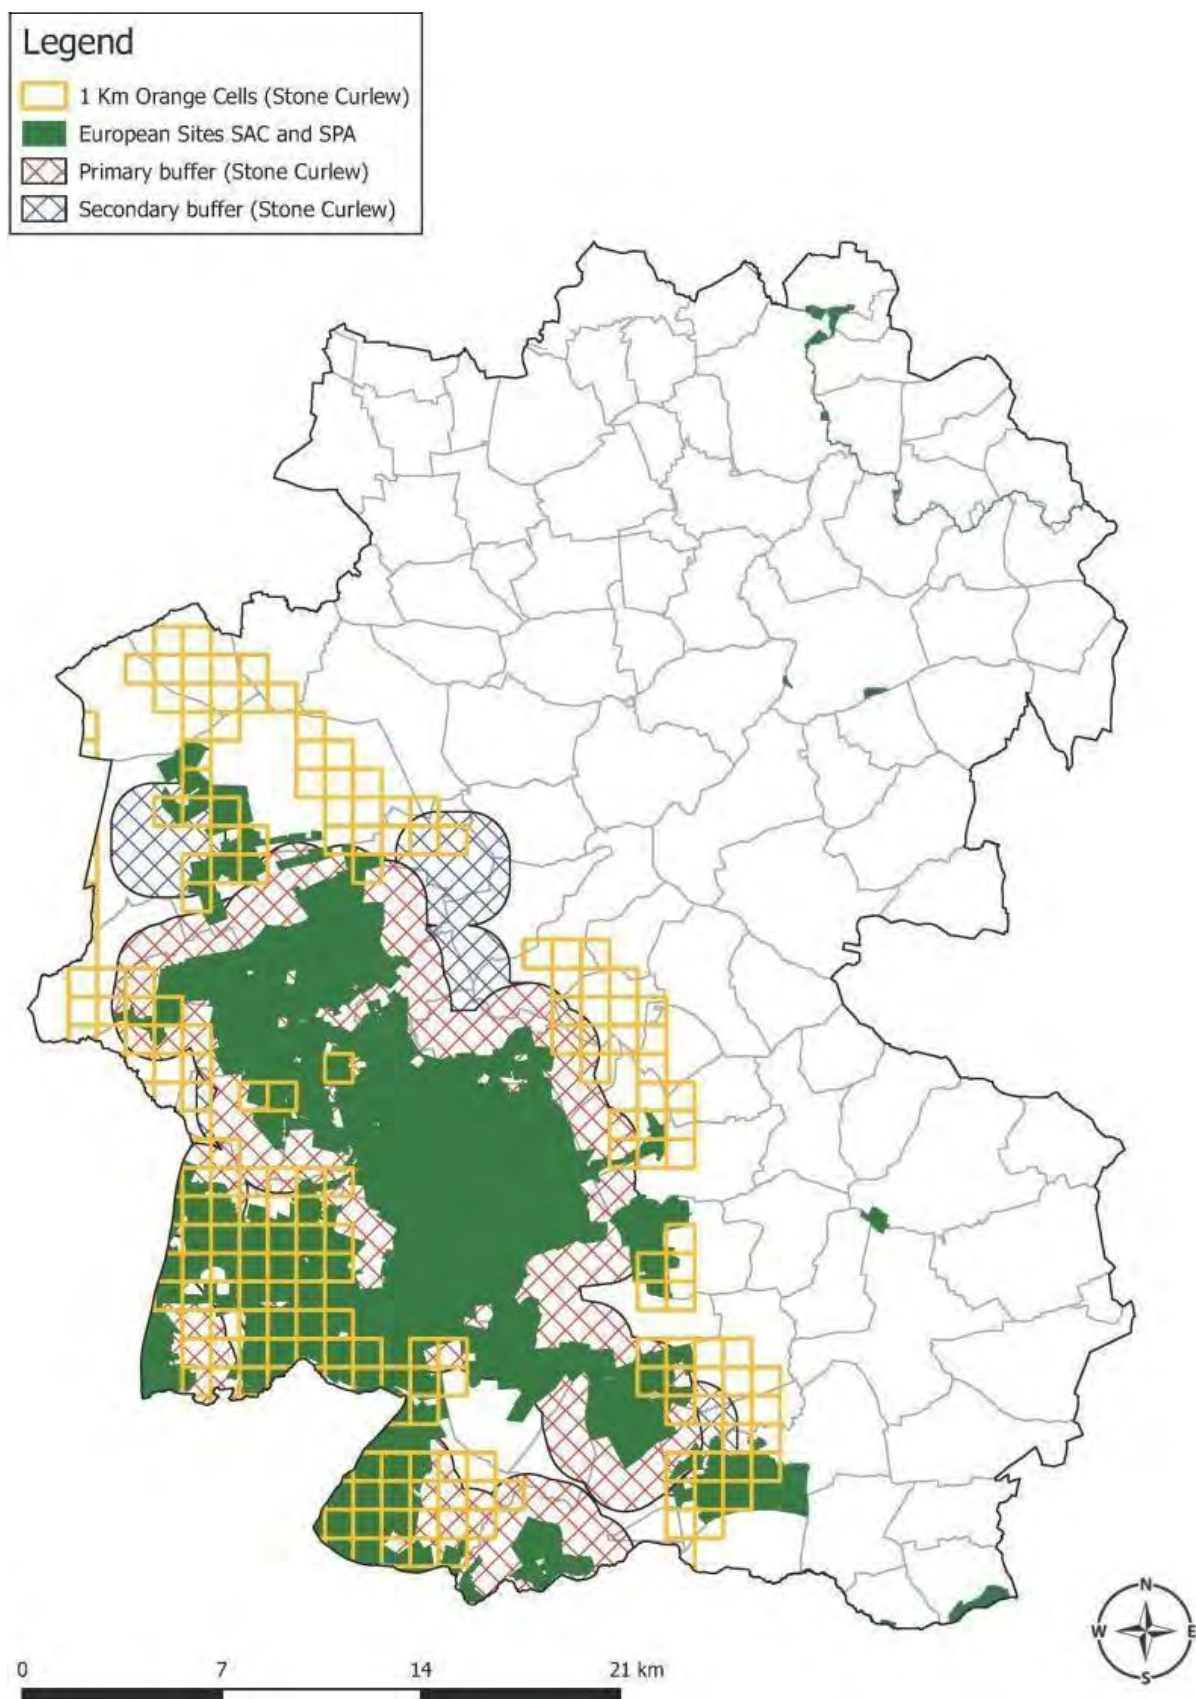 Legend
1 Km Orange Cells (Stone Curlew)
European Sites SAC and SPA
Primary buffer (Stone Curlew)
Secondary buffer (Stone Curlew)
N
W E
S
0 7 14 21 km